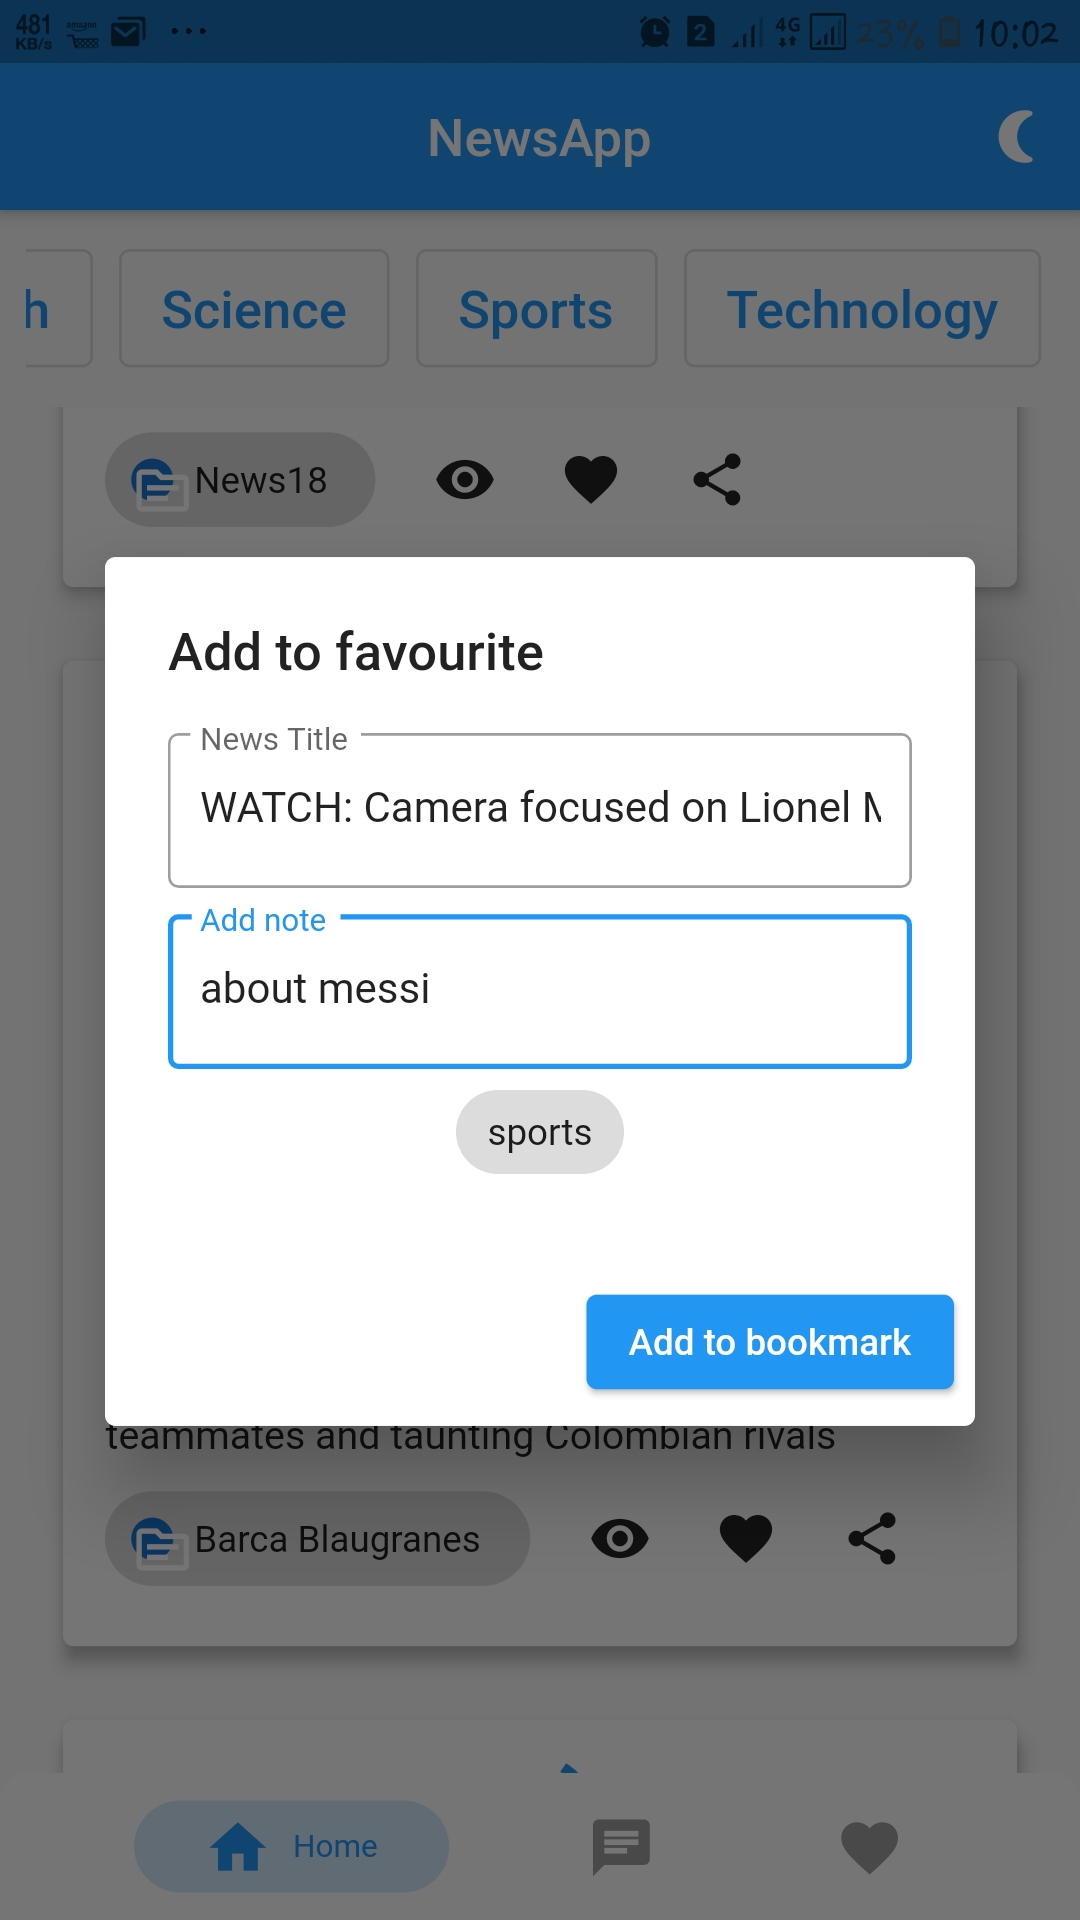 481
KB/s
amazon
2
4G
23%
10:02
NewsApp
h
Science
Sports
Technology
News18
Add to favourite
News Title
WATCH: Camera focused on Lionel M
Add note
about messi
sports
Add to bookmark
teammates and taunting Colombian rivals
Barca Blaugranes
Home